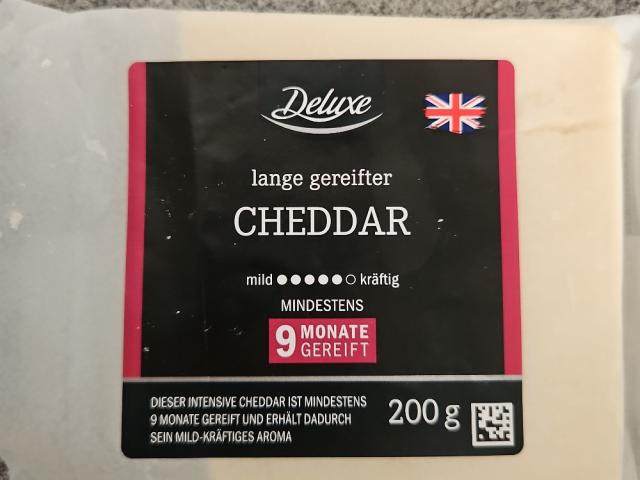 Deluxe
lange gereifter
CHEDDAR
mild kräftig
MINDESTENS
9 MONATE
GEREIFT
DIESER INTENSIVE CHEDDAR IST MINDESTENS
9 MONATE GEREIFT UND ERHÄLT DADURCH
SEIN MILD-KRÄFTIGES AROMA
200 g